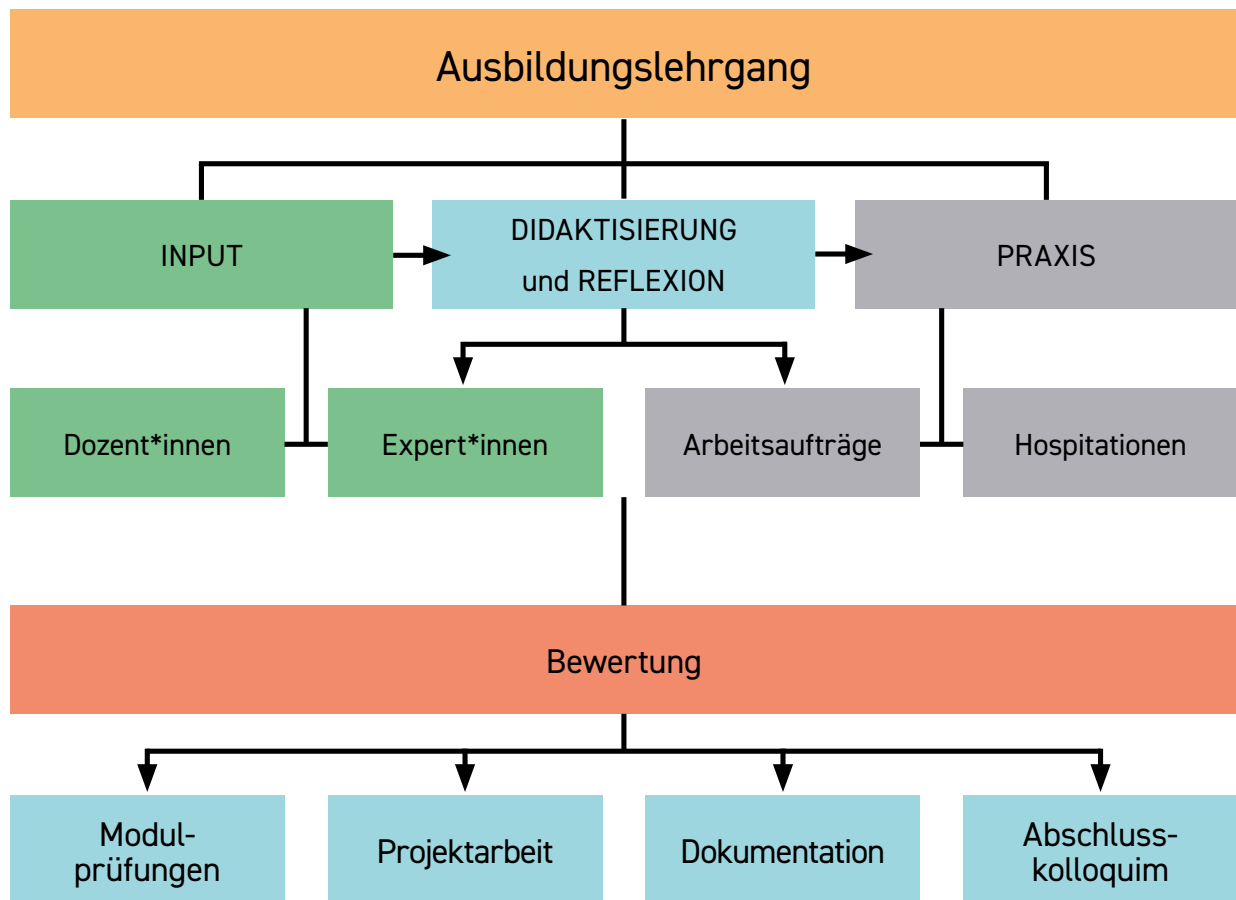 Ausbildungslehrgang
INPUT
DIDAKTISIERUNG
und REFLEXION
PRAXIS
Dozent*innen
Expert*innen
Arbeitsaufträge
Hospitationen
Bewertung
Modul-
prüfungen
Projektarbeit
Dokumentation
Abschluss-
kolloquim